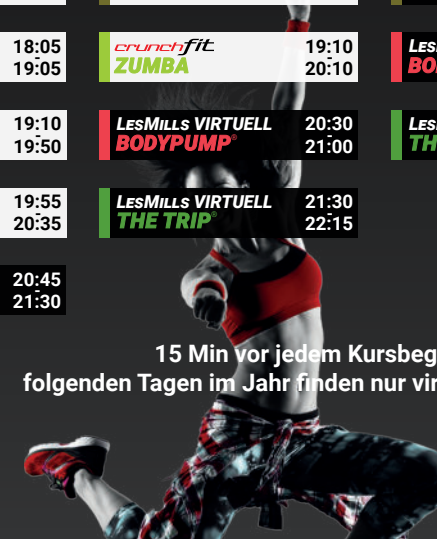 18:05
-
19:05
crunchfit
ZUMBA
19:10
-
20:10
LESMILLS VIRTUELL
BODYPUMP®
19:10
-
19:50
20:30
-
21:00
19:55
-
20:35
LESMILLS VIRTUELL
THE TRIP®
21:30
-
22:15
20:45
-
21:30
15 Min vor jedem Kursbeg
folgenden Tagen im Jahr finden nur vir